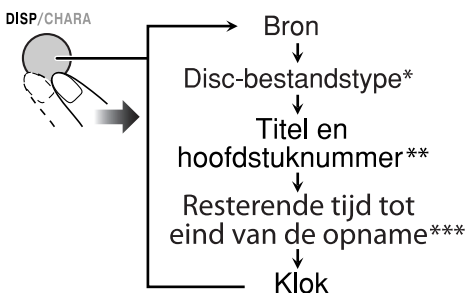 DISP/CHARA
Bron
Disc-bestandstype*
Titel en
hoofdstuknummer**
Resterende tijd tot
eind van de opname***
Klok